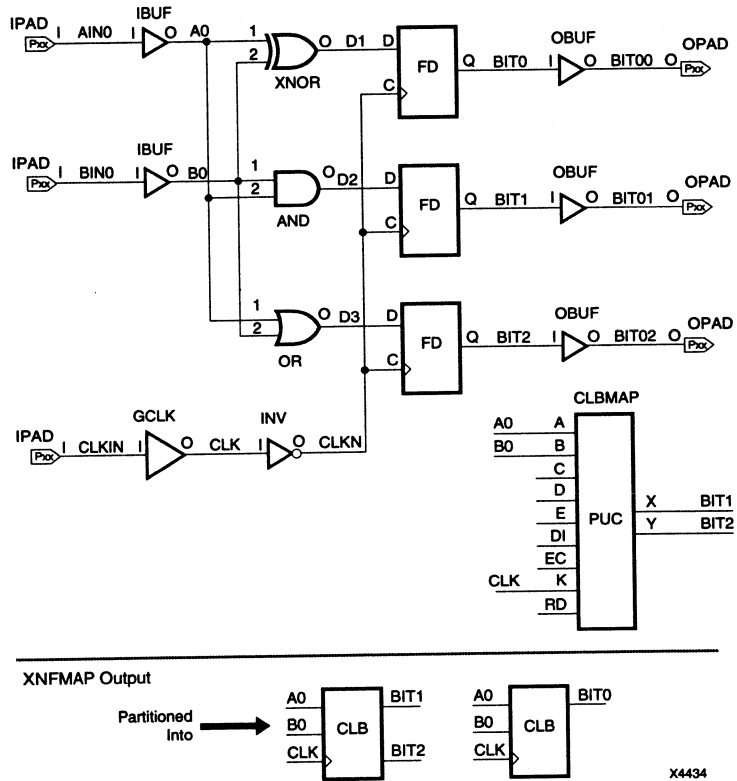 IPAD IBUF OBUF OPAD
Pxx I AIN0 I O A0 1 2 XNOR O D1 D FD C Q BIT0 I O BIT00 O Pxx
IPAD IBUF OBUF OPAD
Pxx I BIN0 I O B0 1 2 AND O D2 D FD C Q BIT1 I O BIT01 O Pxx
OBUF OPAD
1 2 OR O D3 D FD C Q BIT2 I O BIT02 O Pxx
IPAD GCLK INV
Pxx I CLKIN I O CLK I O CLKN
CLBMAP
A0 A
B0 B
C
D
E
DI
EC
CLK K
RD
PUC
X BIT1
Y BIT2
XNFMAP Output
Partitioned
Into
A0 BIT1
B0 CLB
CLK BIT2
A0 BIT0
B0 CLB
CLK
X4434